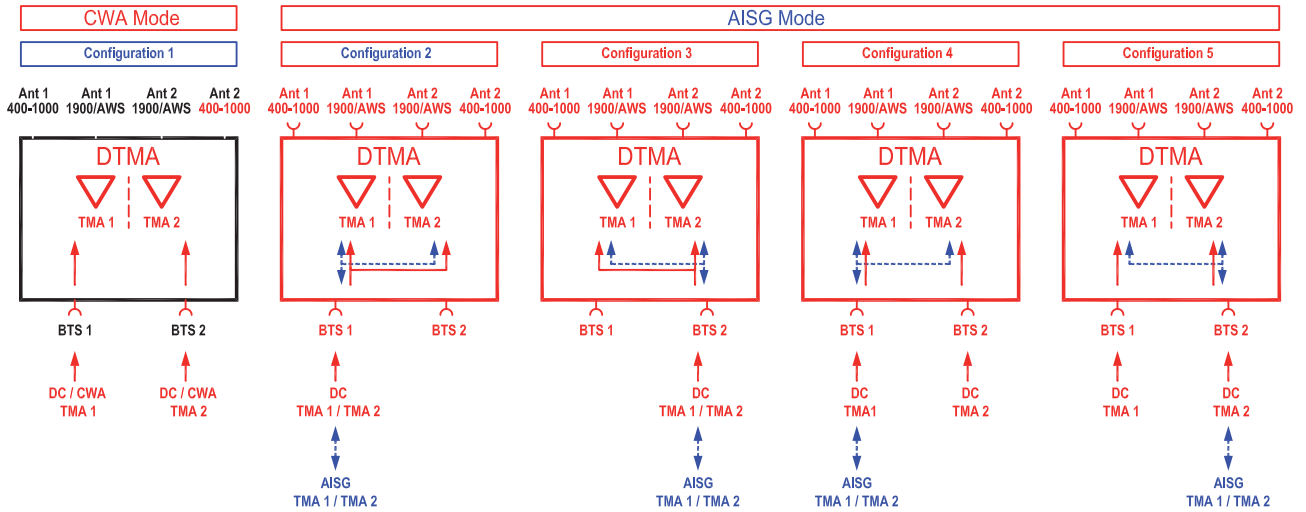 CWA Mode
AISG Mode
Configuration 1
Configuration 2
Configuration 3
Configuration 4
Configuration 5
Ant 1 Ant 1 Ant 2 Ant 2
400-1000 1900/AWS 1900/AWS 400-1000
Ant 1 Ant 1 Ant 2 Ant 2
400-1000 1900/AWS 1900/AWS 400-1000
Ant 1 Ant 1 Ant 2 Ant 2
400-1000 1900/AWS 1900/AWS 400-1000
Ant 1 Ant 1 Ant 2 Ant 2
400-1000 1900/AWS 1900/AWS 400-1000
Ant 1 Ant 1 Ant 2 Ant 2
400-1000 1900/AWS 1900/AWS 400-1000
DTMA
TMA 1 TMA 2
DTMA
TMA 1 TMA 2
DTMA
TMA 1 TMA 2
DTMA
TMA 1 TMA 2
DTMA
TMA 1 TMA 2
BTS 1 BTS 2
BTS 1 BTS 2
BTS 1 BTS 2
BTS 1 BTS 2
BTS 1 BTS 2
DC / CWA
TMA 1
DC / CWA
TMA 2
DC
TMA 1 / TMA 2
DC
TMA 1 / TMA 2
DC
TMA1
DC
TMA 2
DC
TMA 1
DC
TMA 2
AISG
TMA 1 / TMA 2
AISG
TMA 1 / TMA 2
AISG
TMA 1 / TMA 2
AISG
TMA 1 / TMA 2